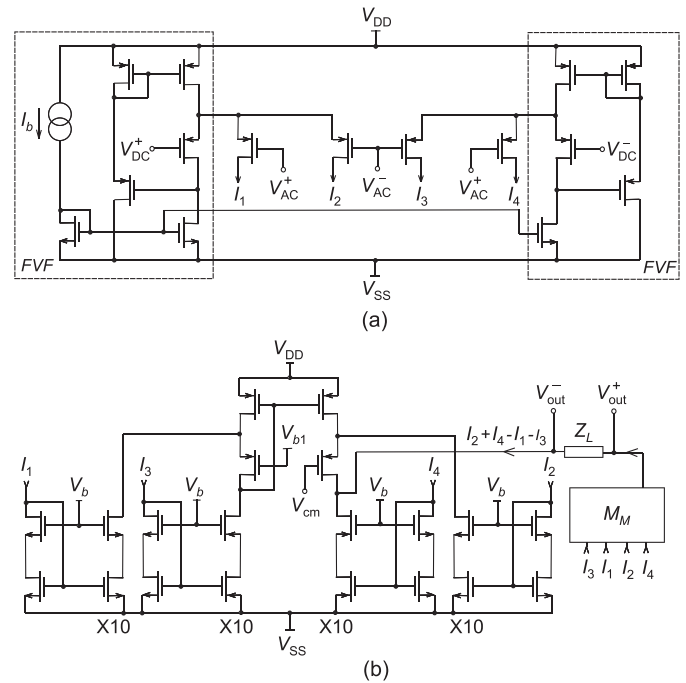 V_DD
I_b
V_DC^+
V_DC^-
I_1
V_AC^+
I_2
V_AC^-
I_3
V_AC^+
I_4
FVF
FVF
V_SS
(a)
V_DD
V_out^-
V_out^+
I_2+I_4-I_1-I_3
Z_L
V_b1
I_1
V_b
I_3
V_b
V_cm
V_b
I_4
V_b
I_2
M_M
I_3 I_1 I_2 I_4
X10
X10
X10
X10
V_SS
(b)